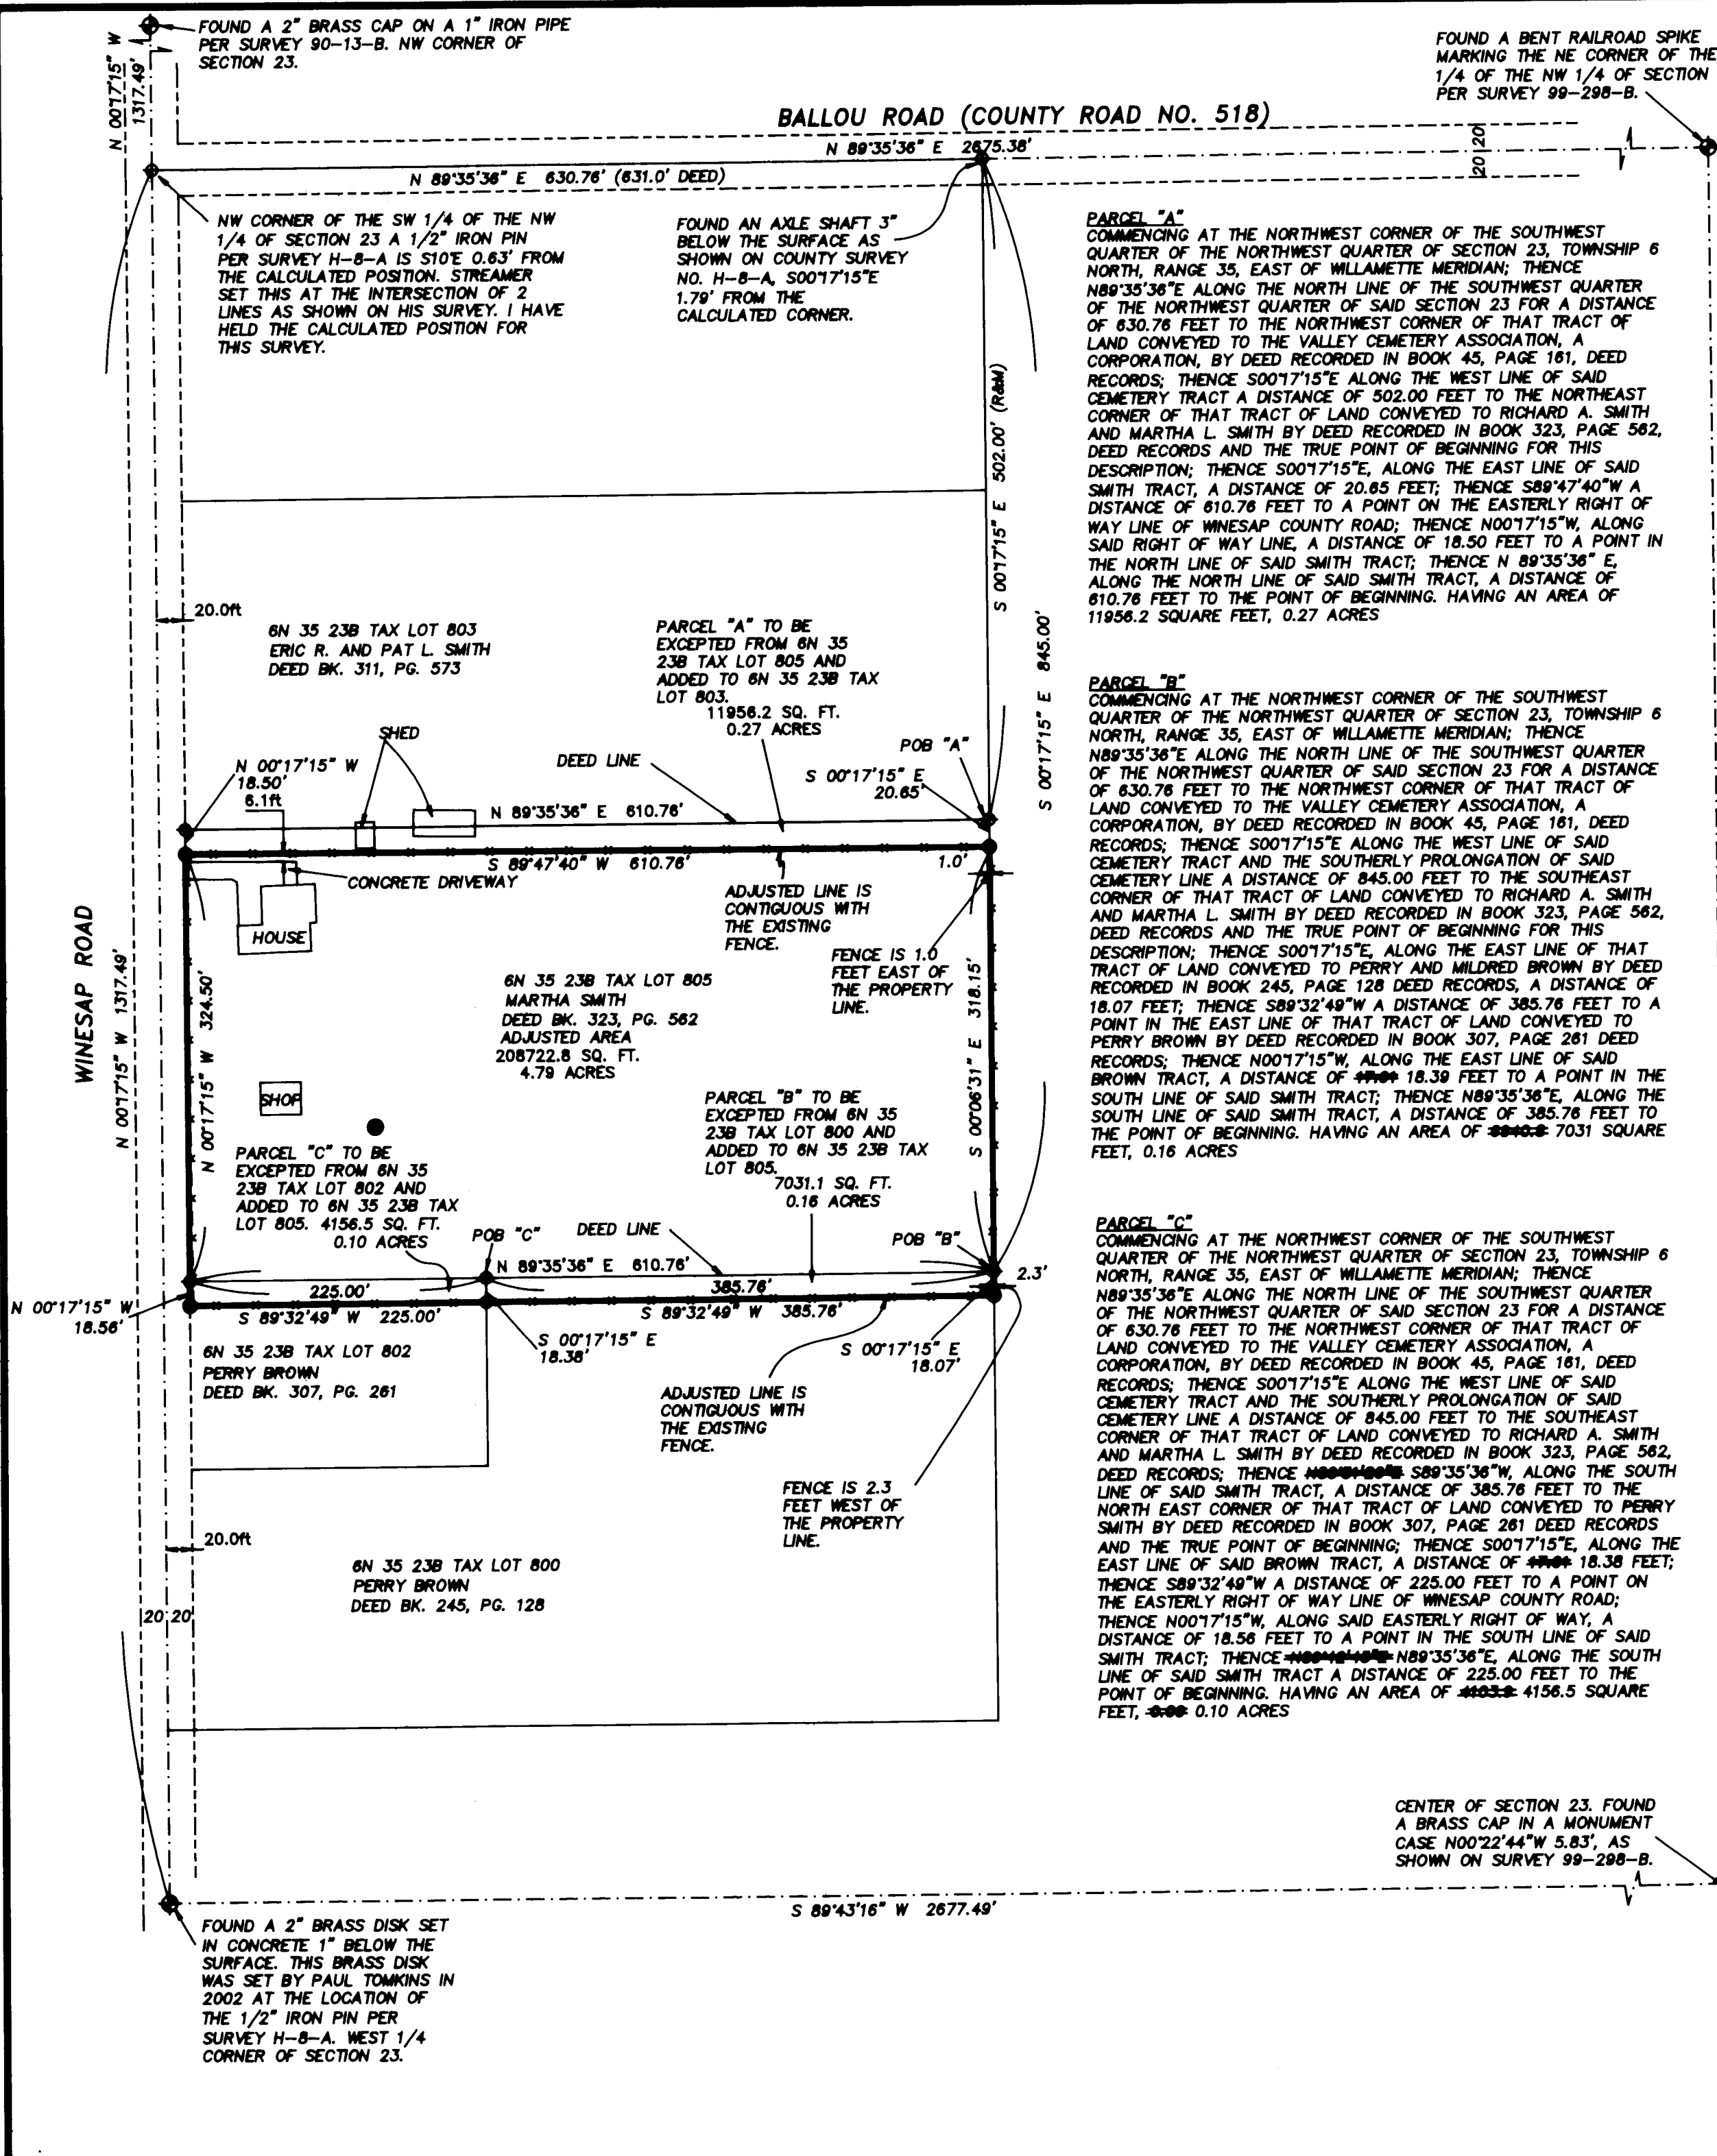 FOUND A 2" BRASS CAP ON A 1" IRON PIPE
PER SURVEY 90-13-B. NW CORNER OF
SECTION 23.
N 00°17'15" W
1317.49'
FOUND A BENT RAILROAD SPIKE
MARKING THE NE CORNER OF THE
1/4 OF THE NW 1/4 OF SECTION
PER SURVEY 99-298-B.
BALLOU ROAD (COUNTY ROAD NO. 518)
N 89°35'36" E 2675.38'
20 20
N 89°35'36" E 630.76' (631.0' DEED)
NW CORNER OF THE SW 1/4 OF THE NW
1/4 OF SECTION 23 A 1/2" IRON PIN
PER SURVEY H-8-A IS S10°E 0.63' FROM
THE CALCULATED POSITION. STREAMER
SET THIS AT THE INTERSECTION OF 2
LINES AS SHOWN ON HIS SURVEY. I HAVE
HELD THE CALCULATED POSITION FOR
THIS SURVEY.
FOUND AN AXLE SHAFT 3"
BELOW THE SURFACE AS
SHOWN ON COUNTY SURVEY
NO. H-8-A, S00°17'15"E
1.79' FROM THE
CALCULATED CORNER.
S 00°17'15" E 502.00' (R&M)
S 00°17'15" E 845.00'
20.0ft
6N 35 23B TAX LOT 803
ERIC R. AND PAT L. SMITH
DEED BK. 311, PG. 573
PARCEL "A" TO BE
EXCEPTED FROM 6N 35
23B TAX LOT 805 AND
ADDED TO 6N 35 23B TAX
LOT 803.
11956.2 SQ. FT.
0.27 ACRES
SHED
DEED LINE
POB "A"
N 00°17'15" W
18.50'
6.1ft
S 00°17'15" E
20.65'
N 89°35'36" E 610.76'
S 89°47'40" W 610.76'
1.0'
CONCRETE DRIVEWAY
HOUSE
ADJUSTED LINE IS
CONTIGUOUS WITH
THE EXISTING
FENCE.
FENCE IS 1.0
FEET EAST OF
THE PROPERTY
LINE.
WINESAP ROAD
N 00°17'15" W 1317.49'
N 00°17'15" W 324.50'
6N 35 23B TAX LOT 805
MARTHA SMITH
DEED BK. 323, PG. 562
ADJUSTED AREA
208722.8 SQ. FT.
4.79 ACRES
S 00°06'31" E 318.15'
SHOP
PARCEL "C" TO BE
EXCEPTED FROM 6N 35
23B TAX LOT 802 AND
ADDED TO 6N 35 23B TAX
LOT 805. 4156.5 SQ. FT.
0.10 ACRES
PARCEL "B" TO BE
EXCEPTED FROM 6N 35
23B TAX LOT 800 AND
ADDED TO 6N 35 23B TAX
LOT 805.
7031.1 SQ. FT.
0.16 ACRES
POB "C"
DEED LINE
POB "B"
N 89°35'36" E 610.76'
225.00'
385.76'
2.3'
N 00°17'15" W
18.56'
S 89°32'49" W 225.00'
S 89°32'49" W 385.76'
S 00°17'15" E
18.38'
S 00°17'15" E
18.07'
6N 35 23B TAX LOT 802
PERRY BROWN
DEED BK. 307, PG. 261
ADJUSTED LINE IS
CONTIGUOUS WITH
THE EXISTING
FENCE.
FENCE IS 2.3
FEET WEST OF
THE PROPERTY
LINE.
20.0ft
6N 35 23B TAX LOT 800
PERRY BROWN
DEED BK. 245, PG. 128
20 20
S 89°43'16" W 2677.49'
FOUND A 2" BRASS DISK SET
IN CONCRETE 1" BELOW THE
SURFACE. THIS BRASS DISK
WAS SET BY PAUL TOMKINS IN
2002 AT THE LOCATION OF
THE 1/2" IRON PIN PER
SURVEY H-8-A. WEST 1/4
CORNER OF SECTION 23.
PARCEL "A"
COMMENCING AT THE NORTHWEST CORNER OF THE SOUTHWEST
QUARTER OF THE NORTHWEST QUARTER OF SECTION 23, TOWNSHIP 6
NORTH, RANGE 35, EAST OF WILLAMETTE MERIDIAN; THENCE
N89°35'36"E ALONG THE NORTH LINE OF THE SOUTHWEST QUARTER
OF THE NORTHWEST QUARTER OF SAID SECTION 23 FOR A DISTANCE
OF 630.76 FEET TO THE NORTHWEST CORNER OF THAT TRACT OF
LAND CONVEYED TO THE VALLEY CEMETERY ASSOCIATION, A
CORPORATION, BY DEED RECORDED IN BOOK 45, PAGE 161, DEED
RECORDS; THENCE S00°17'15"E ALONG THE WEST LINE OF SAID
CEMETERY TRACT A DISTANCE OF 502.00 FEET TO THE NORTHEAST
CORNER OF THAT TRACT OF LAND CONVEYED TO RICHARD A. SMITH
AND MARTHA L. SMITH BY DEED RECORDED IN BOOK 323, PAGE 562,
DEED RECORDS AND THE TRUE POINT OF BEGINNING FOR THIS
DESCRIPTION; THENCE S00°17'15"E, ALONG THE EAST LINE OF SAID
SMITH TRACT, A DISTANCE OF 20.65 FEET; THENCE S89°47'40"W A
DISTANCE OF 610.76 FEET TO A POINT ON THE EASTERLY RIGHT OF
WAY LINE OF WINESAP COUNTY ROAD; THENCE N00°17'15"W, ALONG
SAID RIGHT OF WAY LINE, A DISTANCE OF 18.50 FEET TO A POINT IN
THE NORTH LINE OF SAID SMITH TRACT; THENCE N 89°35'36" E,
ALONG THE NORTH LINE OF SAID SMITH TRACT, A DISTANCE OF
610.76 FEET TO THE POINT OF BEGINNING. HAVING AN AREA OF
11956.2 SQUARE FEET, 0.27 ACRES
PARCEL "B"
COMMENCING AT THE NORTHWEST CORNER OF THE SOUTHWEST
QUARTER OF THE NORTHWEST QUARTER OF SECTION 23, TOWNSHIP 6
NORTH, RANGE 35, EAST OF WILLAMETTE MERIDIAN; THENCE
N89°35'36"E ALONG THE NORTH LINE OF THE SOUTHWEST QUARTER
OF THE NORTHWEST QUARTER OF SAID SECTION 23 FOR A DISTANCE
OF 630.76 FEET TO THE NORTHWEST CORNER OF THAT TRACT OF
LAND CONVEYED TO THE VALLEY CEMETERY ASSOCIATION, A
CORPORATION, BY DEED RECORDED IN BOOK 45, PAGE 161, DEED
RECORDS; THENCE S00°17'15"E ALONG THE WEST LINE OF SAID
CEMETERY TRACT AND THE SOUTHERLY PROLONGATION OF SAID
CEMETERY LINE A DISTANCE OF 845.00 FEET TO THE SOUTHEAST
CORNER OF THAT TRACT OF LAND CONVEYED TO RICHARD A. SMITH
AND MARTHA L. SMITH BY DEED RECORDED IN BOOK 323, PAGE 562,
DEED RECORDS AND THE TRUE POINT OF BEGINNING FOR THIS
DESCRIPTION; THENCE S00°17'15"E, ALONG THE EAST LINE OF THAT
TRACT OF LAND CONVEYED TO PERRY AND MILDRED BROWN BY DEED
RECORDED IN BOOK 245, PAGE 128 DEED RECORDS, A DISTANCE OF
18.07 FEET; THENCE S89°32'49"W A DISTANCE OF 385.76 FEET TO A
POINT IN THE EAST LINE OF THAT TRACT OF LAND CONVEYED TO
PERRY BROWN BY DEED RECORDED IN BOOK 307, PAGE 261 DEED
RECORDS; THENCE N00°17'15"W, ALONG THE EAST LINE OF SAID
BROWN TRACT, A DISTANCE OF 18.39 FEET TO A POINT IN THE
SOUTH LINE OF SAID SMITH TRACT; THENCE N89°35'36"E, ALONG THE
SOUTH LINE OF SAID SMITH TRACT, A DISTANCE OF 385.76 FEET TO
THE POINT OF BEGINNING. HAVING AN AREA OF 7031 SQUARE
FEET, 0.16 ACRES
PARCEL "C"
COMMENCING AT THE NORTHWEST CORNER OF THE SOUTHWEST
QUARTER OF THE NORTHWEST QUARTER OF SECTION 23, TOWNSHIP 6
NORTH, RANGE 35, EAST OF WILLAMETTE MERIDIAN; THENCE
N89°35'36"E ALONG THE NORTH LINE OF THE SOUTHWEST QUARTER
OF THE NORTHWEST QUARTER OF SAID SECTION 23 FOR A DISTANCE
OF 630.76 FEET TO THE NORTHWEST CORNER OF THAT TRACT OF
LAND CONVEYED TO THE VALLEY CEMETERY ASSOCIATION, A
CORPORATION, BY DEED RECORDED IN BOOK 45, PAGE 161, DEED
RECORDS; THENCE S00°17'15"E ALONG THE WEST LINE OF SAID
CEMETERY TRACT AND THE SOUTHERLY PROLONGATION OF SAID
CEMETERY LINE A DISTANCE OF 845.00 FEET TO THE SOUTHEAST
CORNER OF THAT TRACT OF LAND CONVEYED TO RICHARD A. SMITH
AND MARTHA L. SMITH BY DEED RECORDED IN BOOK 323, PAGE 562,
DEED RECORDS; THENCE S89°35'36"W, ALONG THE SOUTH
LINE OF SAID SMITH TRACT, A DISTANCE OF 385.76 FEET TO THE
NORTH EAST CORNER OF THAT TRACT OF LAND CONVEYED TO PERRY
SMITH BY DEED RECORDED IN BOOK 307, PAGE 261 DEED RECORDS
AND THE TRUE POINT OF BEGINNING; THENCE S00°17'15"E, ALONG THE
EAST LINE OF SAID BROWN TRACT, A DISTANCE OF 18.38 FEET;
THENCE S89°32'49"W A DISTANCE OF 225.00 FEET TO A POINT ON
THE EASTERLY RIGHT OF WAY LINE OF WINESAP COUNTY ROAD;
THENCE N00°17'15"W, ALONG SAID EASTERLY RIGHT OF WAY, A
DISTANCE OF 18.56 FEET TO A POINT IN THE SOUTH LINE OF SAID
SMITH TRACT; THENCE N89°35'36"E, ALONG THE SOUTH
LINE OF SAID SMITH TRACT A DISTANCE OF 225.00 FEET TO THE
POINT OF BEGINNING. HAVING AN AREA OF 4156.5 SQUARE
FEET, 0.10 ACRES
CENTER OF SECTION 23. FOUND
A BRASS CAP IN A MONUMENT
CASE N00°22'44"W 5.83', AS
SHOWN ON SURVEY 99-298-B.